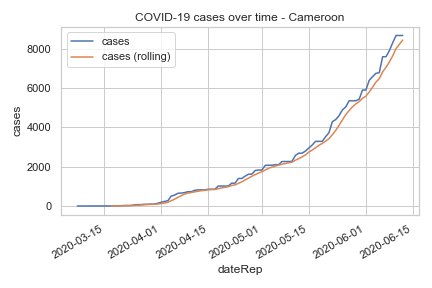 COVID-19 cases over time - Cameroon
cases
cases (rolling)
cases
8000
6000
4000
2000
0
2020-03-15
2020-04-01
2020-04-15
2020-05-01
2020-05-15
2020-06-01
2020-06-15
dateRep